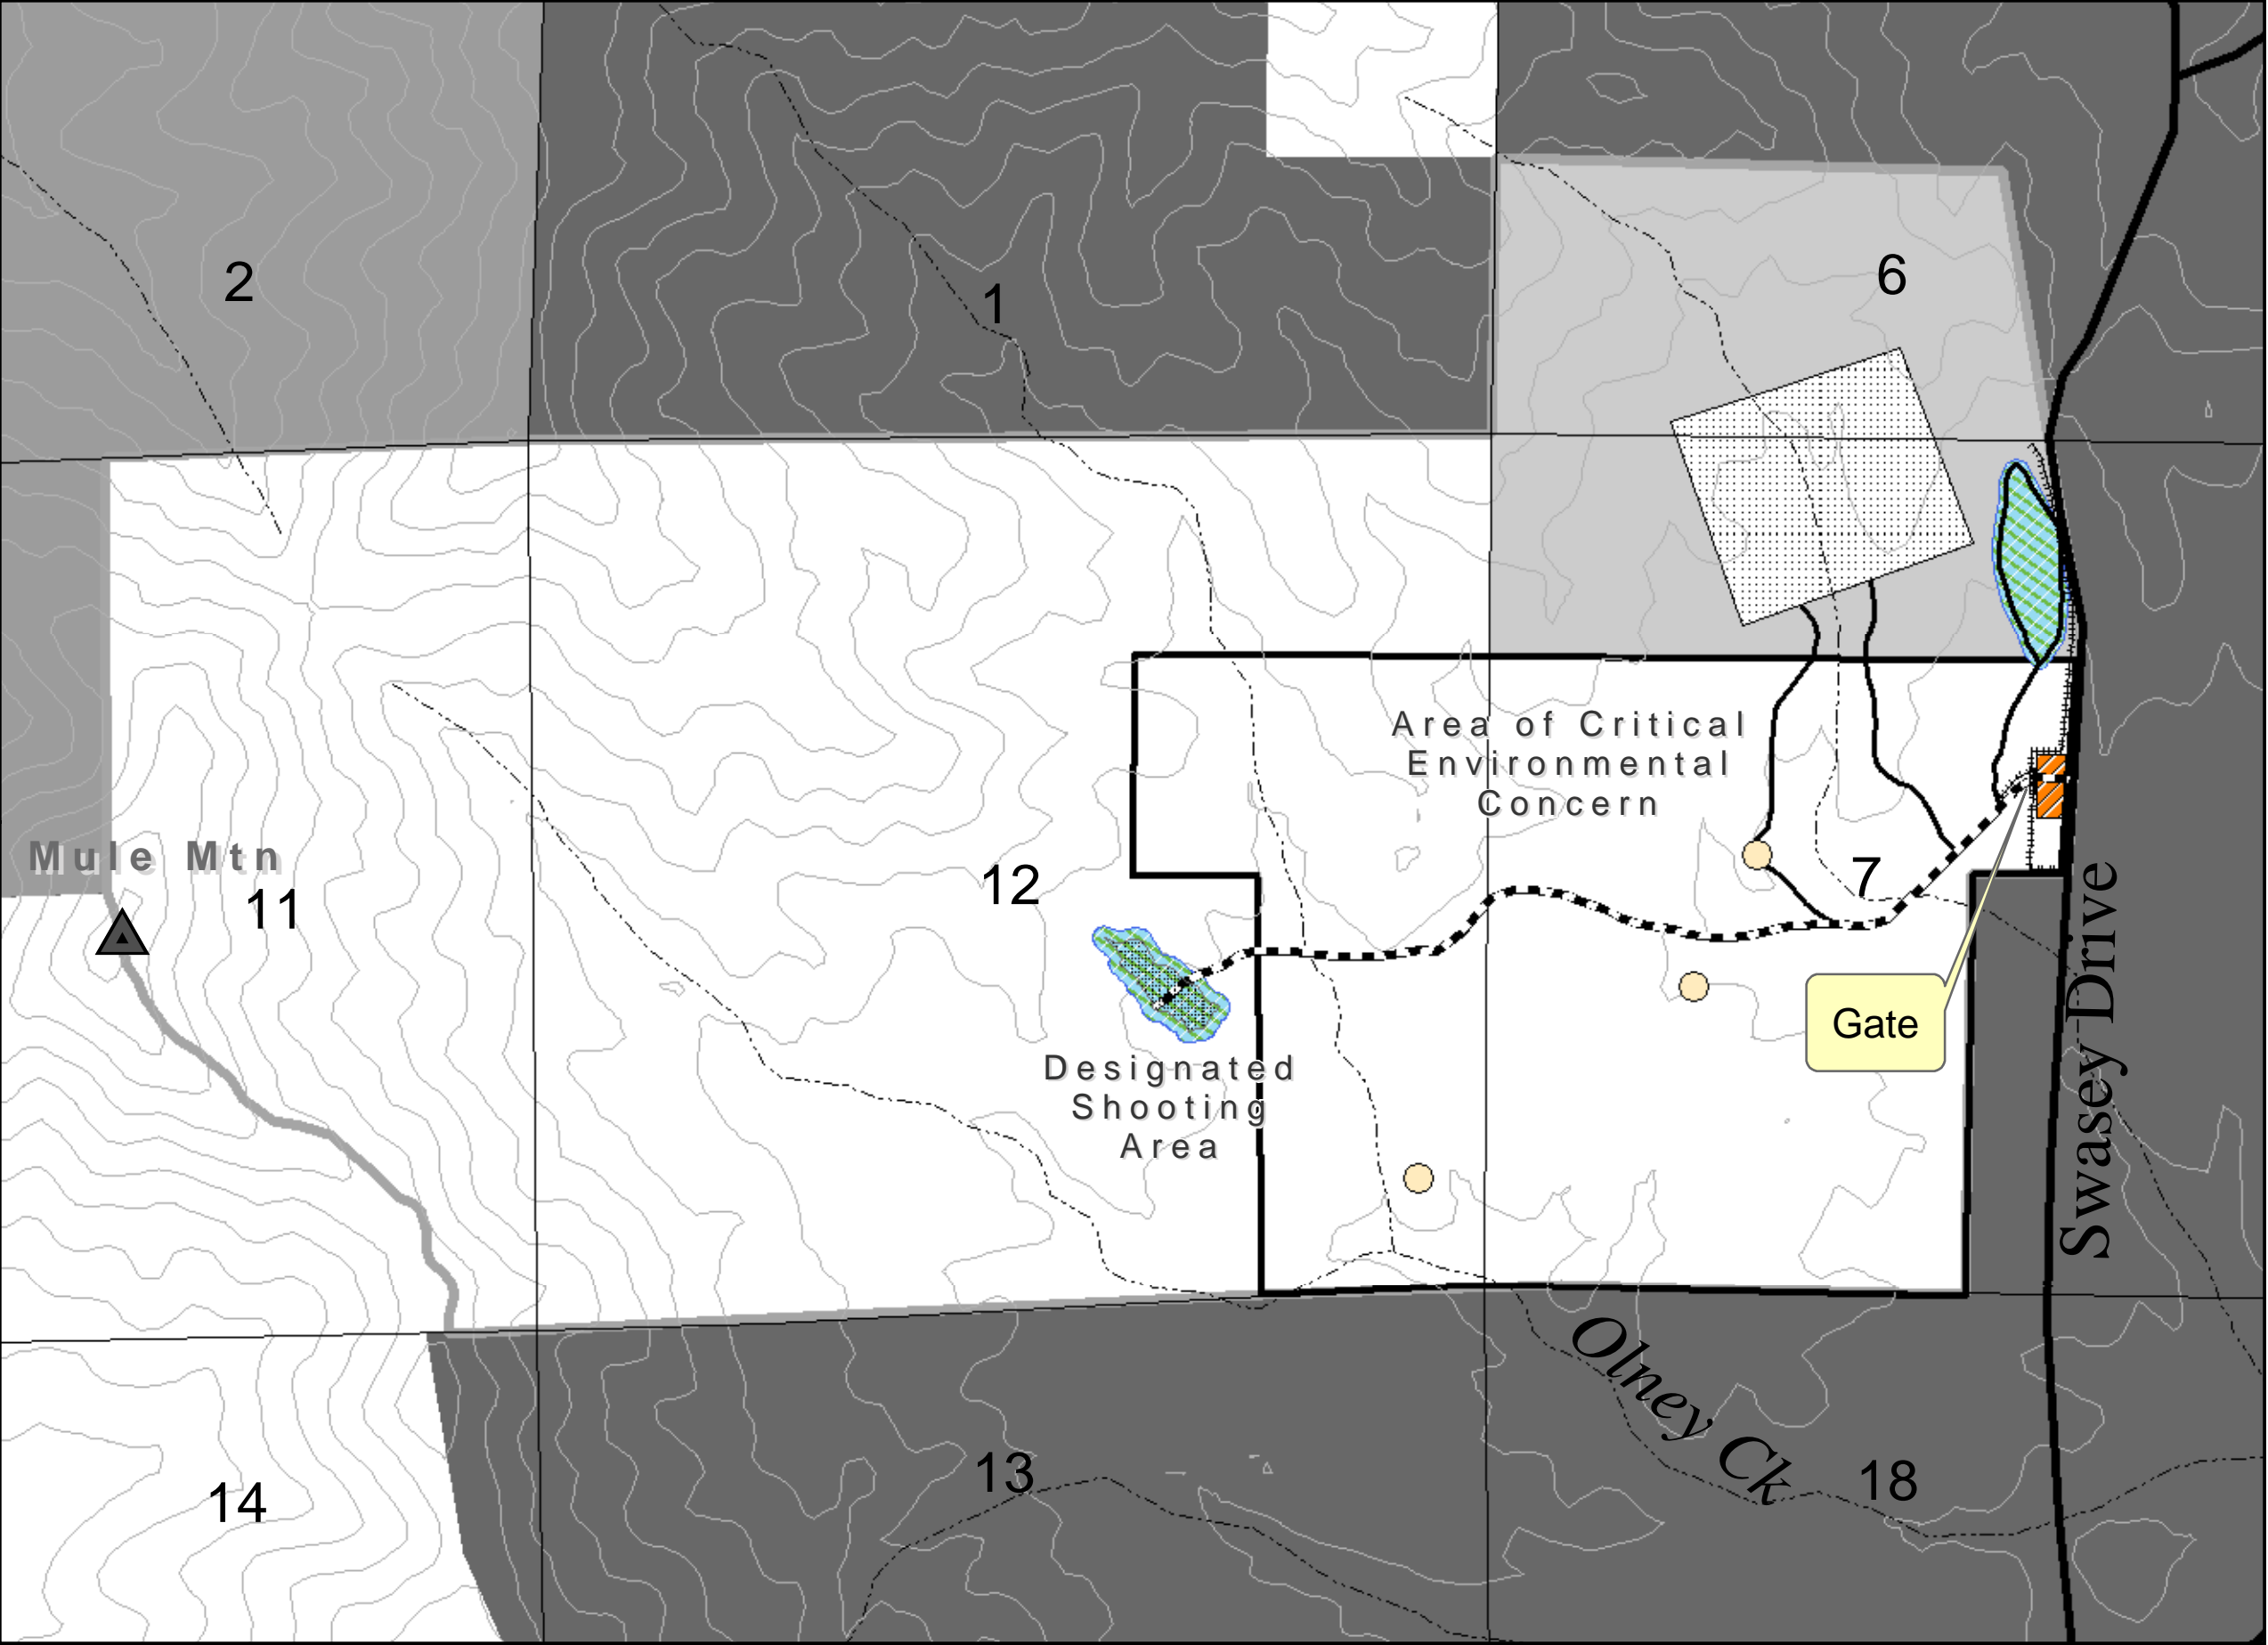 2
1
6
Area of Critical
Environmental
Concern
Mule Mtn
11
12
7
Gate
Swasey Drive
Designated
Shooting
Area
Olney Ck
14
13
18